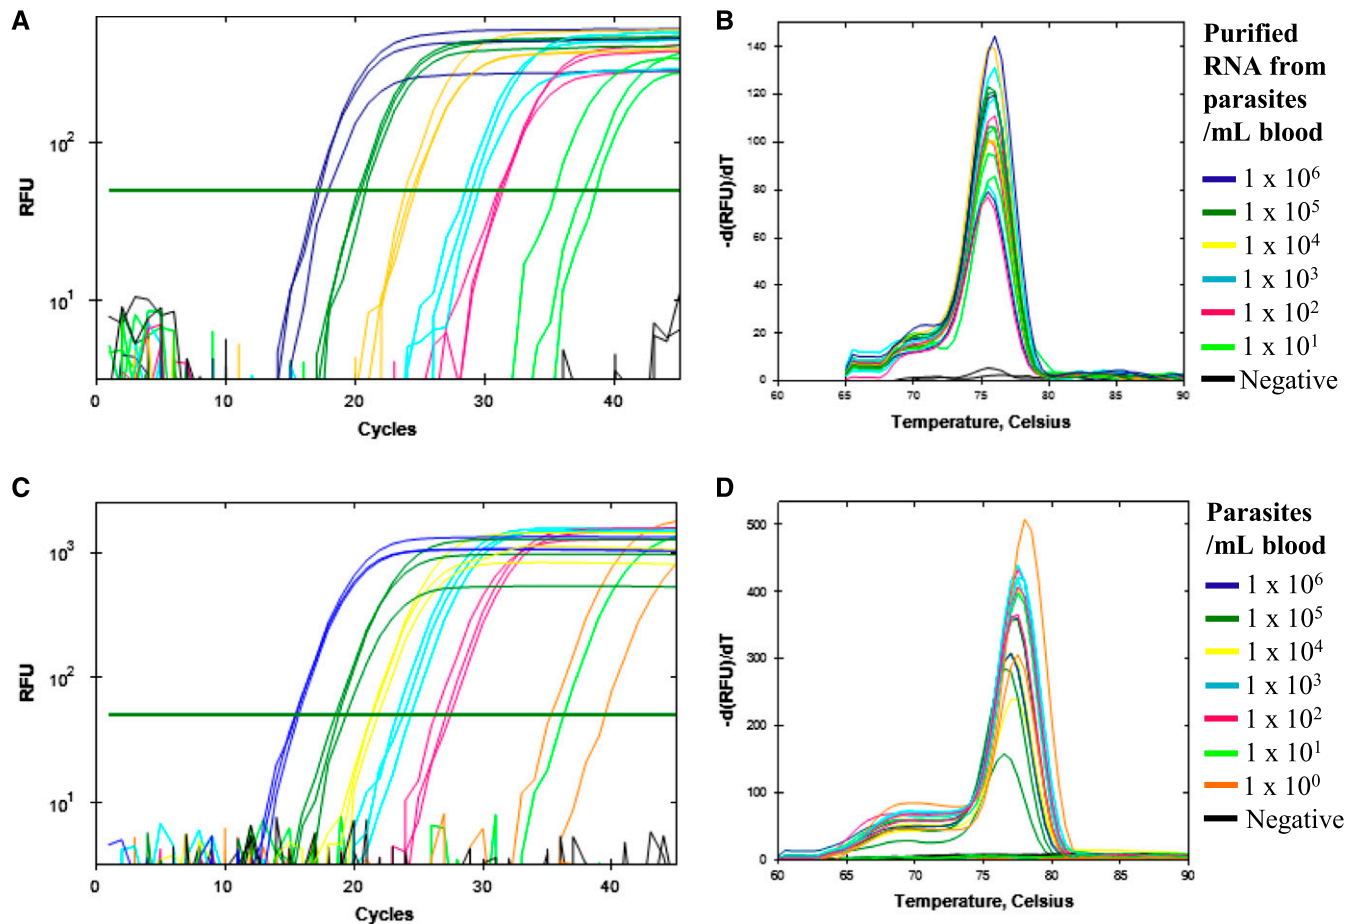 A
RFU
10²
10¹
0
10
20
30
40
Cycles
B
-d(RFU)/dT
140
120
100
80
60
40
20
0
60
65
70
75
80
85
90
Temperature, Celsius
Purified
RNA from
parasites
/mL blood
1 x 10⁶
1 x 10⁵
1 x 10⁴
1 x 10³
1 x 10²
1 x 10¹
Negative
C
RFU
10³
10²
10¹
0
10
20
30
40
Cycles
D
-d(RFU)/dT
500
400
300
200
100
0
60
65
70
75
80
85
90
Temperature, Celsius
Parasites
/mL blood
1 x 10⁶
1 x 10⁵
1 x 10⁴
1 x 10³
1 x 10²
1 x 10¹
1 x 10⁰
Negative